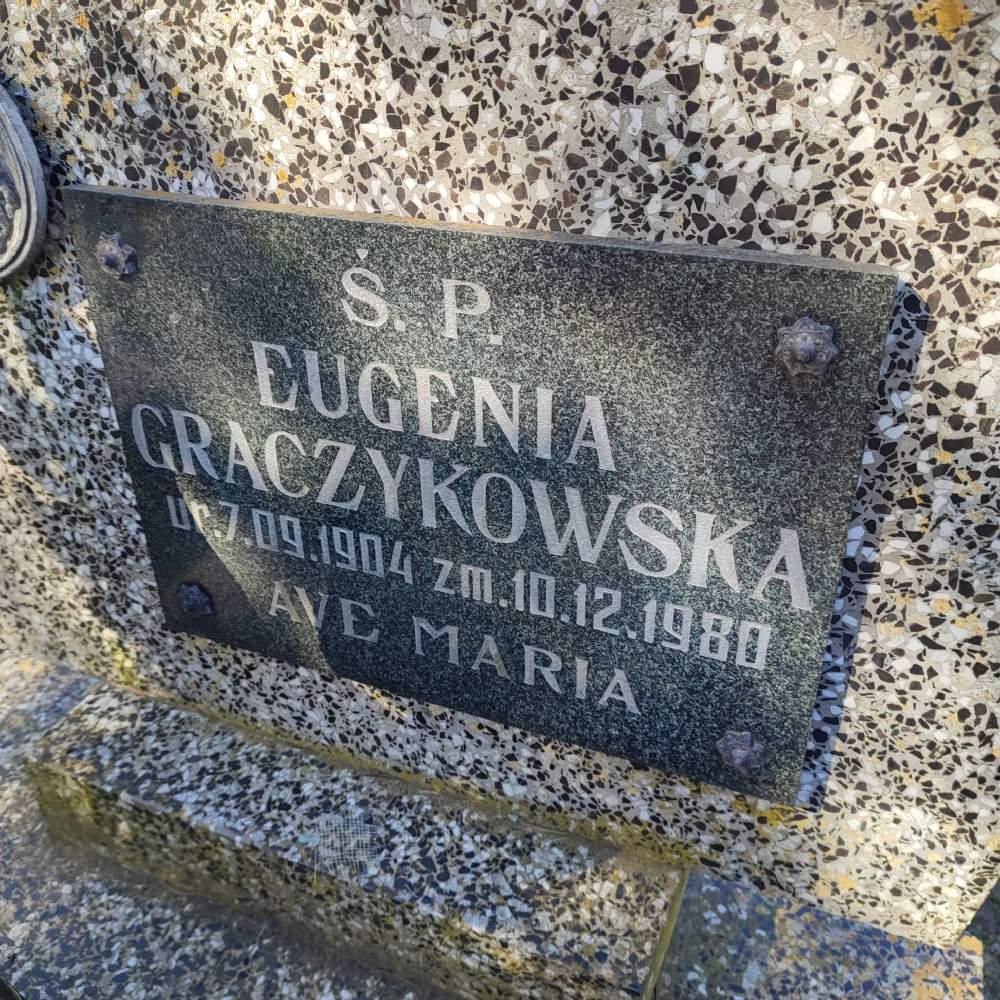 Ś. P.
EUGENIA
GRACZYKOWSKA
Ur. 7.09.1904 zm. 10.12.1980
AVE MARIA